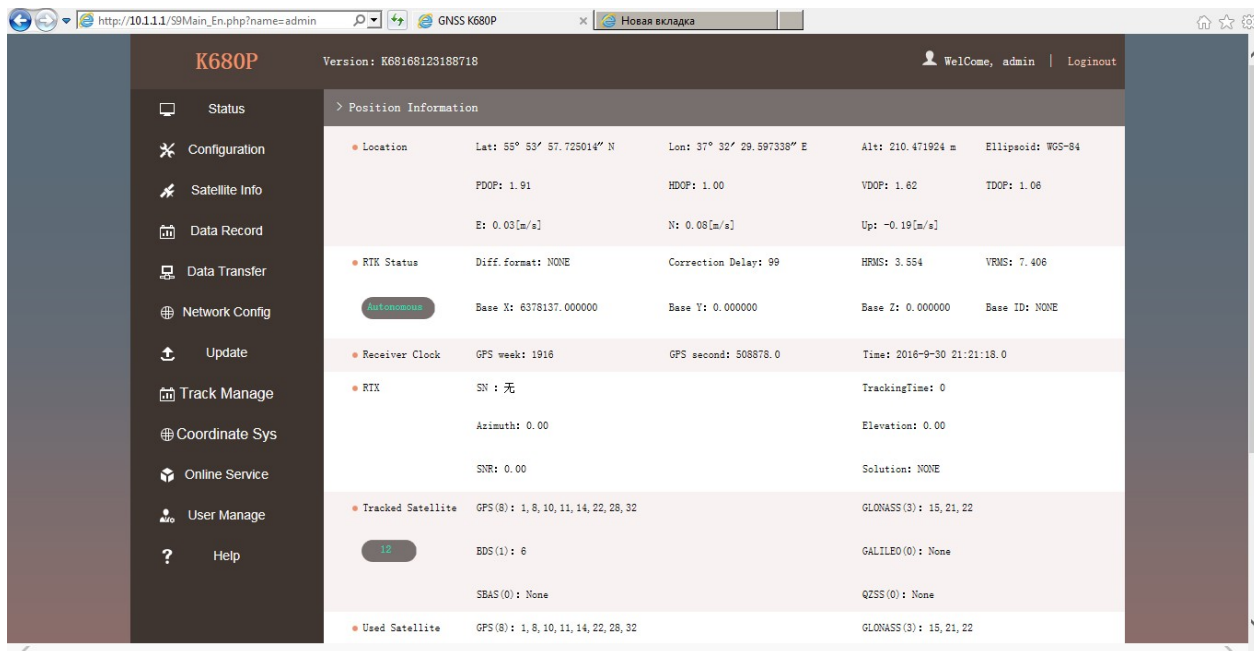 http://10.1.1.1/S9Main_En.php?name=admin GNSS K680P Новая вкладка
K680P Version: K68168123188718 WelCome, admin | Loginout
Status
Configuration
Satellite Info
Data Record
Data Transfer
Network Config
Update
Track Manage
Coordinate Sys
Online Service
User Manage
Help
> Position Information
Location Lat: 55° 53′ 57.725014″ N Lon: 37° 32′ 29.597338″ E Alt: 210.471924 m Ellipsoid: WGS-84
PDOP: 1.91 HDOP: 1.00 VDOP: 1.62 TDOP: 1.06
E: 0.03[m/s] N: 0.08[m/s] Up: -0.19[m/s]
RTK Status Diff.format: NONE Correction Delay: 99 HRMS: 3.554 VRMS: 7.406
Autonomous Base X: 6378137.000000 Base Y: 0.000000 Base Z: 0.000000 Base ID: NONE
Receiver Clock GPS week: 1916 GPS second: 508878.0 Time: 2016-9-30 21:21:18.0
RTX SN : 无 TrackingTime: 0
Azimuth: 0.00 Elevation: 0.00
SNR: 0.00 Solution: NONE
Tracked Satellite GPS(8): 1, 8, 10, 11, 14, 22, 28, 32 GLONASS(3): 15, 21, 22
12 BDS(1): 6 GALILEO(0): None
SBAS(0): None QZSS(0): None
Used Satellite GPS(8): 1, 8, 10, 11, 14, 22, 28, 32 GLONASS(3): 15, 21, 22